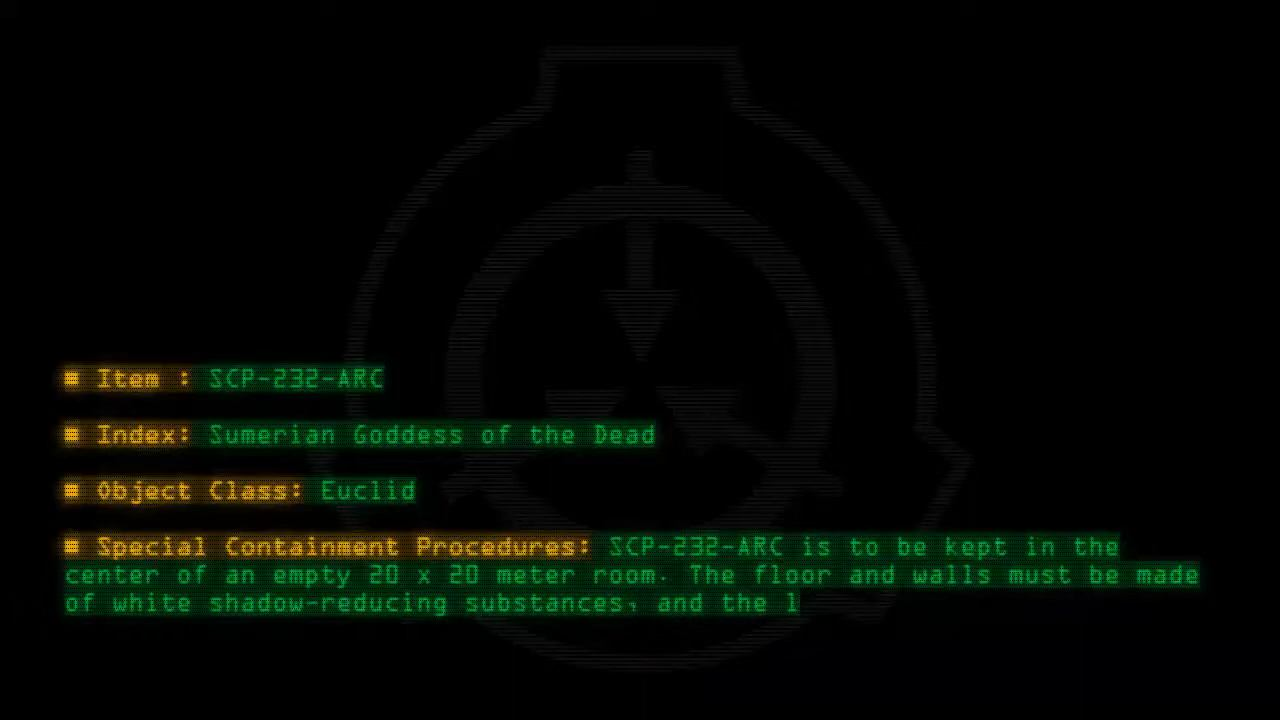 ■ Item : SCP-232-ARC
■ Index: Sumerian Goddess of the Dead
■ Object Class: Euclid
■ Special Containment Procedures: SCP-232-ARC is to be kept in the
center of an empty 20 x 20 meter room. The floor and walls must be made
of white shadow-reducing substances, and the l